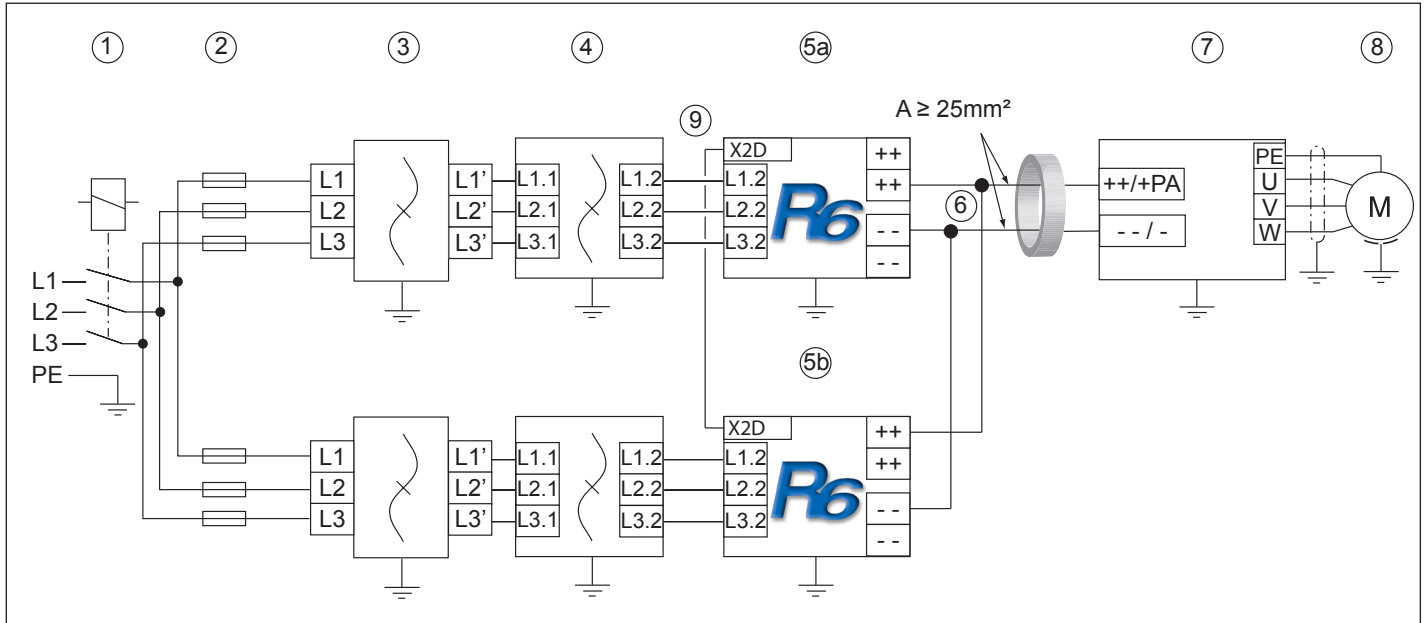 1 2 3 4 5a 7 8
A ≥ 25mm²
9
X2D
++
L1 L1' L1.1 L1.2 L1.2 ++ ++/+PA PE
U
L2 L2' L2.1 L2.2 L2.2 R6 6 V M
L3 L3' L3.1 L3.2 L3.2 - - - - / - W
- -
L1
L2
L3
PE
5b
X2D
++
L1 L1' L1.1 L1.2 L1.2 ++
L2 L2' L2.1 L2.2 L2.2 R6 - -
L3 L3' L3.1 L3.2 L3.2 - -